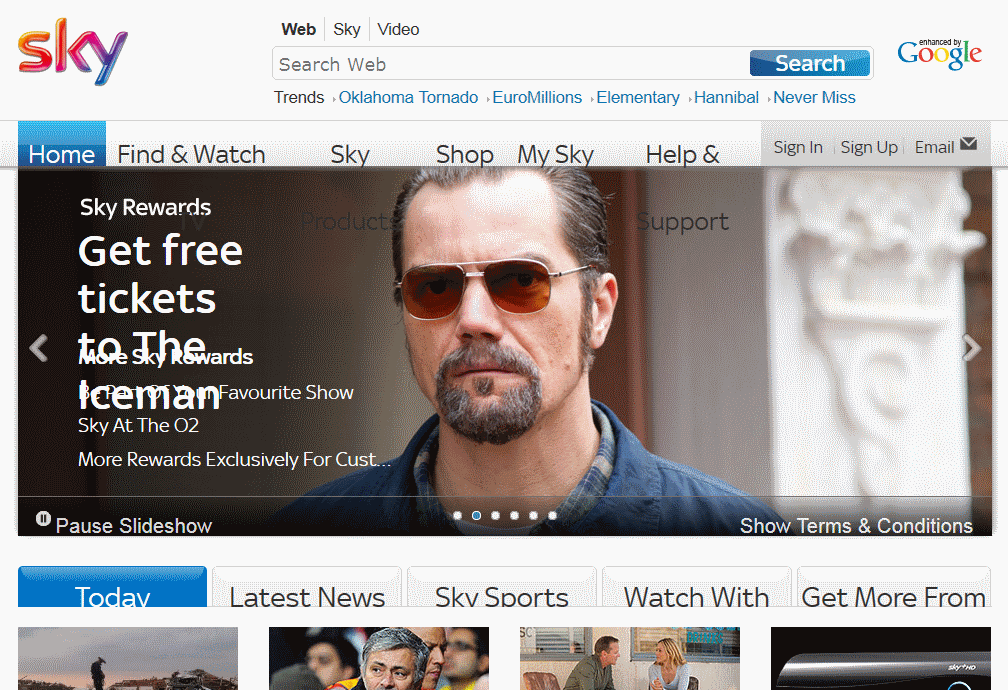 sky
Web Sky Video
Search Web
Search
enhanced by
Google
Trends Oklahoma Tornado EuroMillions Elementary Hannibal Never Miss
Home Find & Watch Sky Shop My Sky Help &
Sign In Sign Up Email
TV Products Support
Sky Rewards
Get free
tickets
to The
Iceman
More Sky Rewards
Be Part Of Your Favourite Show
Sky At The O2
More Rewards Exclusively For Cust...
Pause Slideshow
Show Terms & Conditions
Today Latest News Sky Sports Watch With Get More From
sky+HD